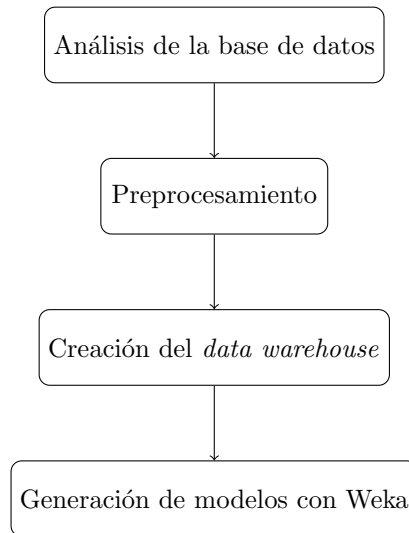 Análisis de la base de datos
Preprocesamiento
Creación del data warehouse
Generación de modelos con Weka